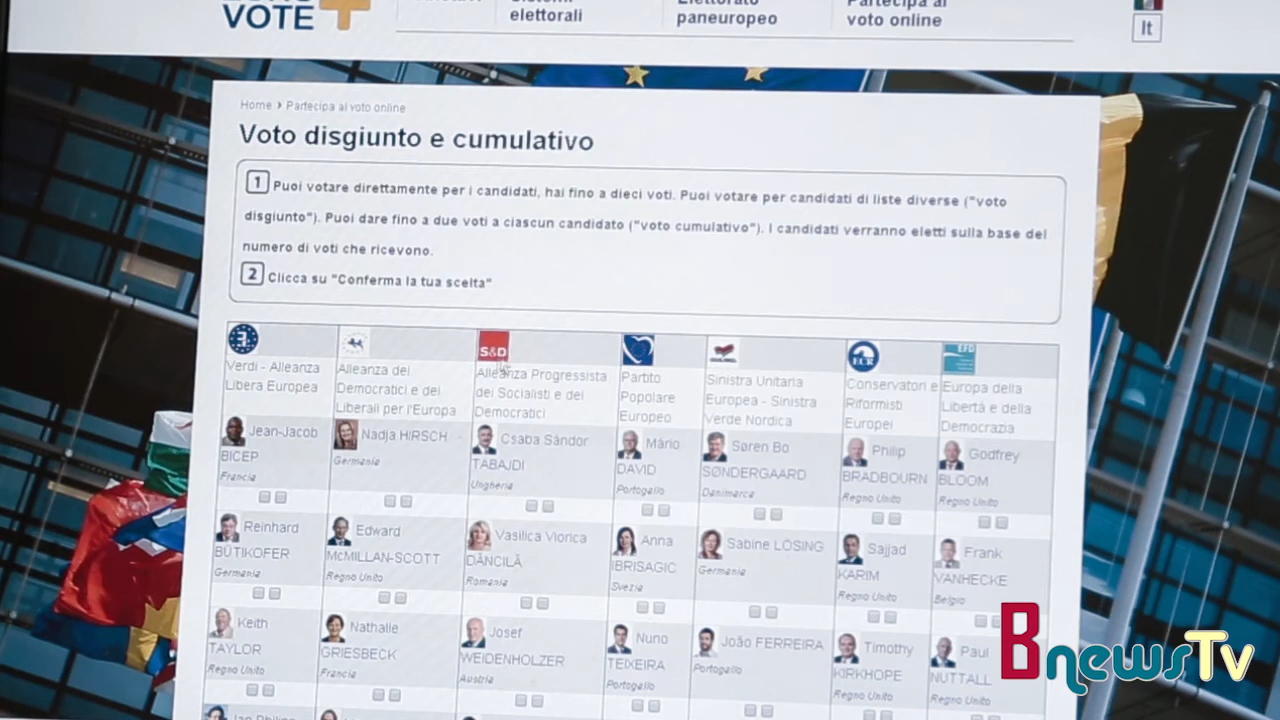 VOTE
elettorali
paneuropeo
Partecipa al
voto online
It
Home › Partecipa al voto online
Voto disgiunto e cumulativo
1 Puoi votare direttamente per i candidati, hai fino a dieci voti. Puoi votare per candidati di liste diverse ("voto
disgiunto"). Puoi dare fino a due voti a ciascun candidato ("voto cumulativo"). I candidati verranno eletti sulla base del
numero di voti che ricevono.
2 Clicca su "Conferma la tua scelta"
S&D
ECR
EFD
Verdi - Alleanza
Libera Europea
Alleanza dei
Democratici e dei
Liberali per l'Europa
Alleanza Progressista
dei Socialisti e dei
Democratici
Partito
Popolare
Europeo
Sinistra Unitaria
Europea - Sinistra
Verde Nordica
Conservatori e
Riformisti
Europei
Europa della
Libertà e della
Democrazia
Jean-Jacob
BICEP
Francia
Nadja HIRSCH
Germania
Csaba Sándor
TABAJDI
Ungheria
Mário
DAVID
Portogallo
Søren Bo
SØNDERGAARD
Danimarca
Philip
BRADBOURN
Regno Unito
Godfrey
BLOOM
Regno Unito
Reinhard
BÜTIKOFER
Germania
Edward
McMILLAN-SCOTT
Regno Unito
Vasilica Viorica
DĂNCILĂ
Romania
Anna
IBRISAGIC
Svezia
Sabine LÖSING
Germania
Sajjad
KARIM
Regno Unito
Frank
VANHECKE
Belgio
Keith
TAYLOR
Regno Unito
Nathalie
GRIESBECK
Francia
Josef
WEIDENHOLZER
Austria
Nuno
TEIXEIRA
Portogallo
João FERREIRA
Portogallo
Timothy
KIRKHOPE
Regno Unito
Paul
NUTTALL
Regno Unito
BnewsTv